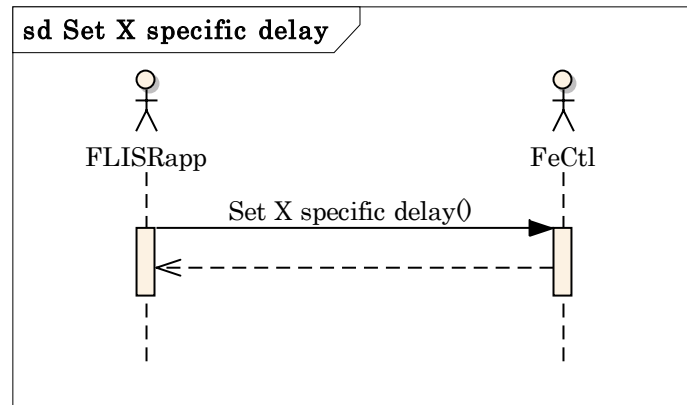 sd Set X specific delay
FLISRapp
FeCtl
Set X specific delay()